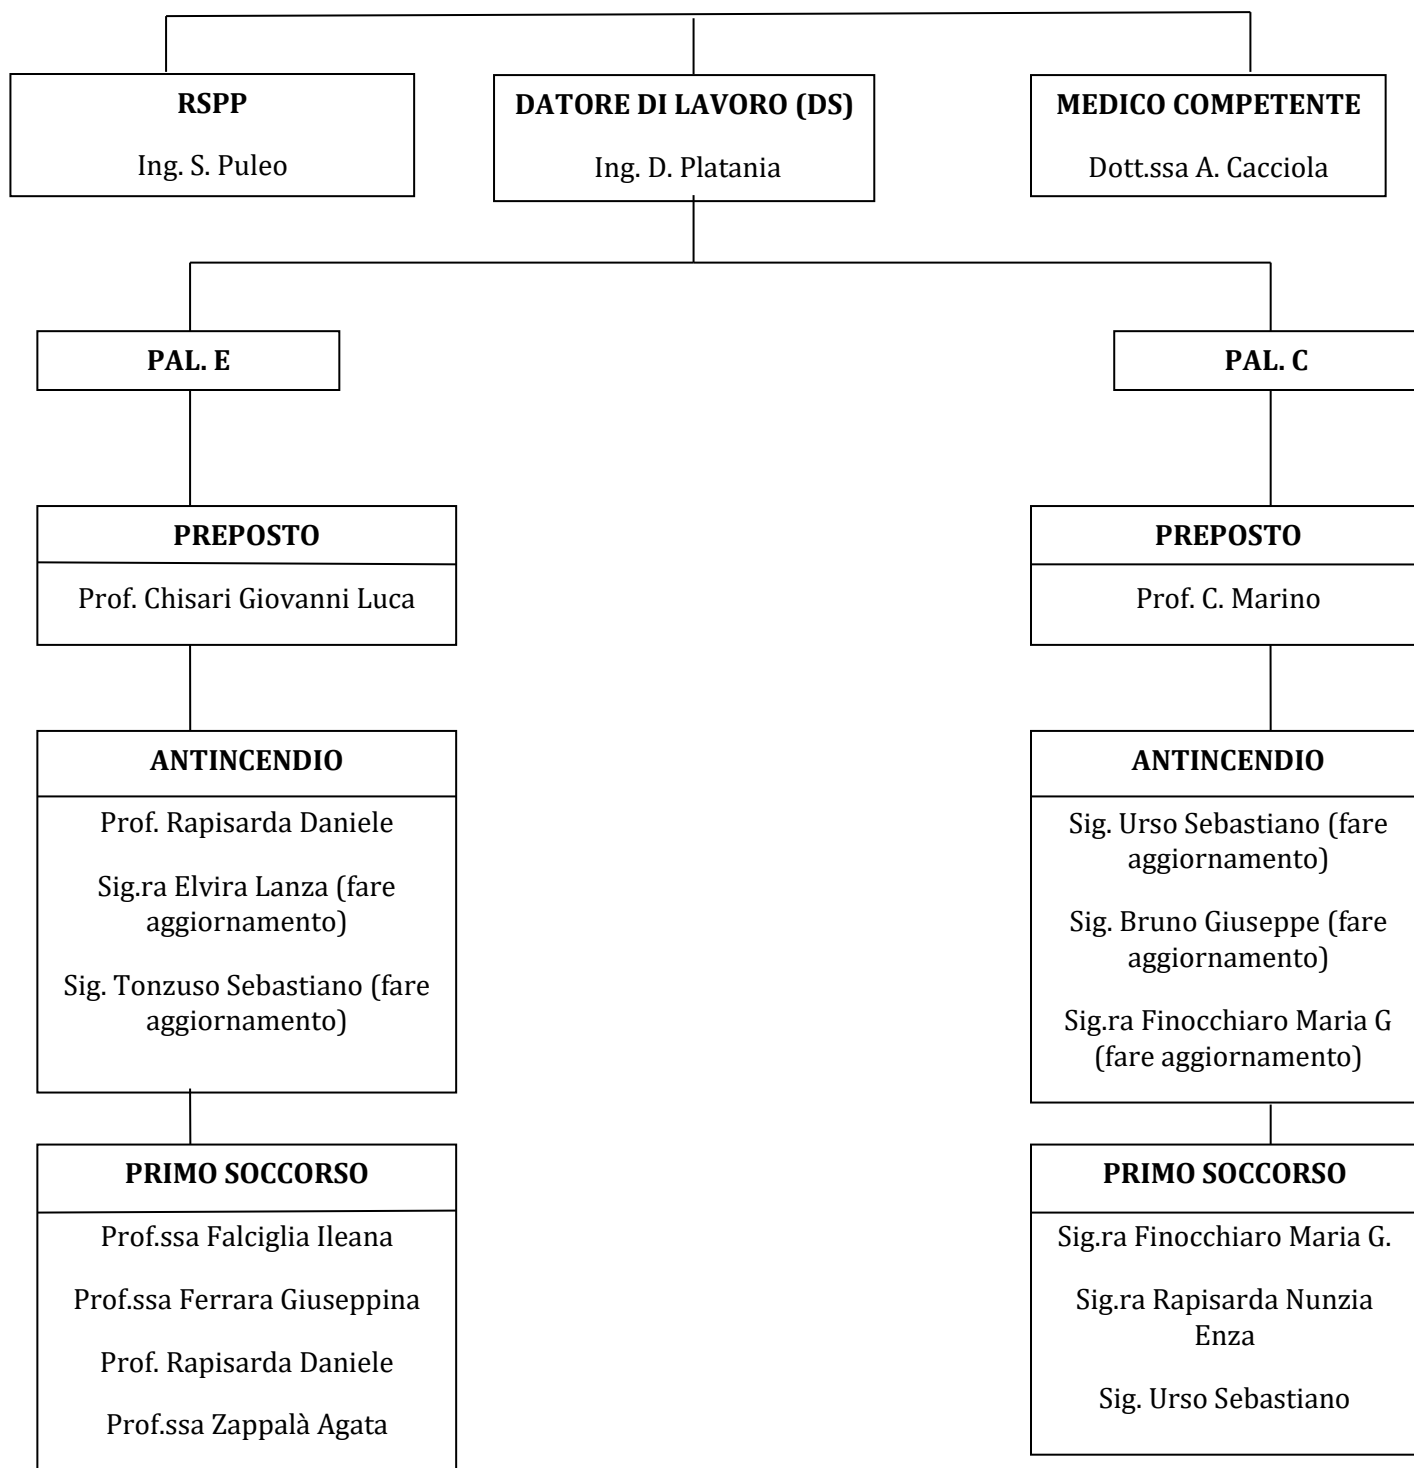 RSPP
Ing. S. Puleo
DATORE DI LAVORO (DS)
Ing. D. Platania
MEDICO COMPETENTE
Dott.ssa A. Cacciola
PAL. E
PREPOSTO
Prof. Chisari Giovanni Luca
ANTINCENDIO
Prof. Rapisarda Daniele
Sig.ra Elvira Lanza (fare
aggiornamento)
Sig. Tonzuso Sebastiano (fare
aggiornamento)
PRIMO SOCCORSO
Prof.ssa Falciglia Ileana
Prof.ssa Ferrara Giuseppina
Prof. Rapisarda Daniele
Prof.ssa Zappalà Agata
PAL. C
PREPOSTO
Prof. C. Marino
ANTINCENDIO
Sig. Urso Sebastiano (fare
aggiornamento)
Sig. Bruno Giuseppe (fare
aggiornamento)
Sig.ra Finocchiaro Maria G
(fare aggiornamento)
PRIMO SOCCORSO
Sig.ra Finocchiaro Maria G.
Sig.ra Rapisarda Nunzia
Enza
Sig. Urso Sebastiano